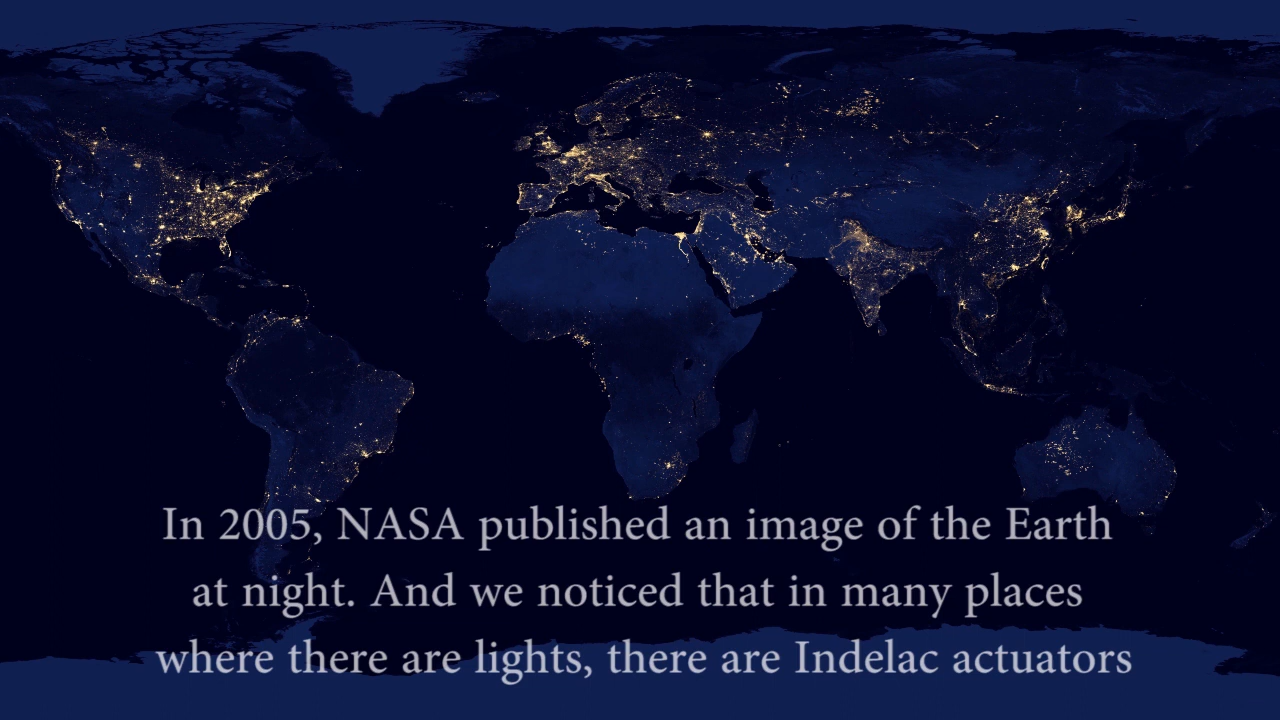 In 2005, NASA published an image of the Earth
at night. And we noticed that in many places
where there are lights, there are Indelac actuators